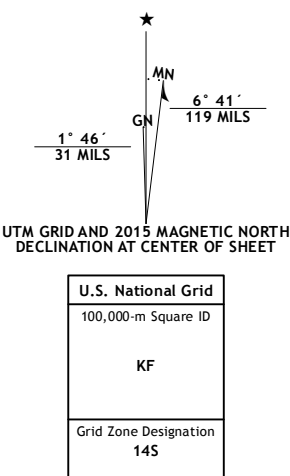 ★
MN
6° 41´
119 MILS
GN
1° 46´
31 MILS
UTM GRID AND 2015 MAGNETIC NORTH
DECLINATION AT CENTER OF SHEET
U.S. National Grid
100,000-m Square ID
KF
Grid Zone Designation
14S